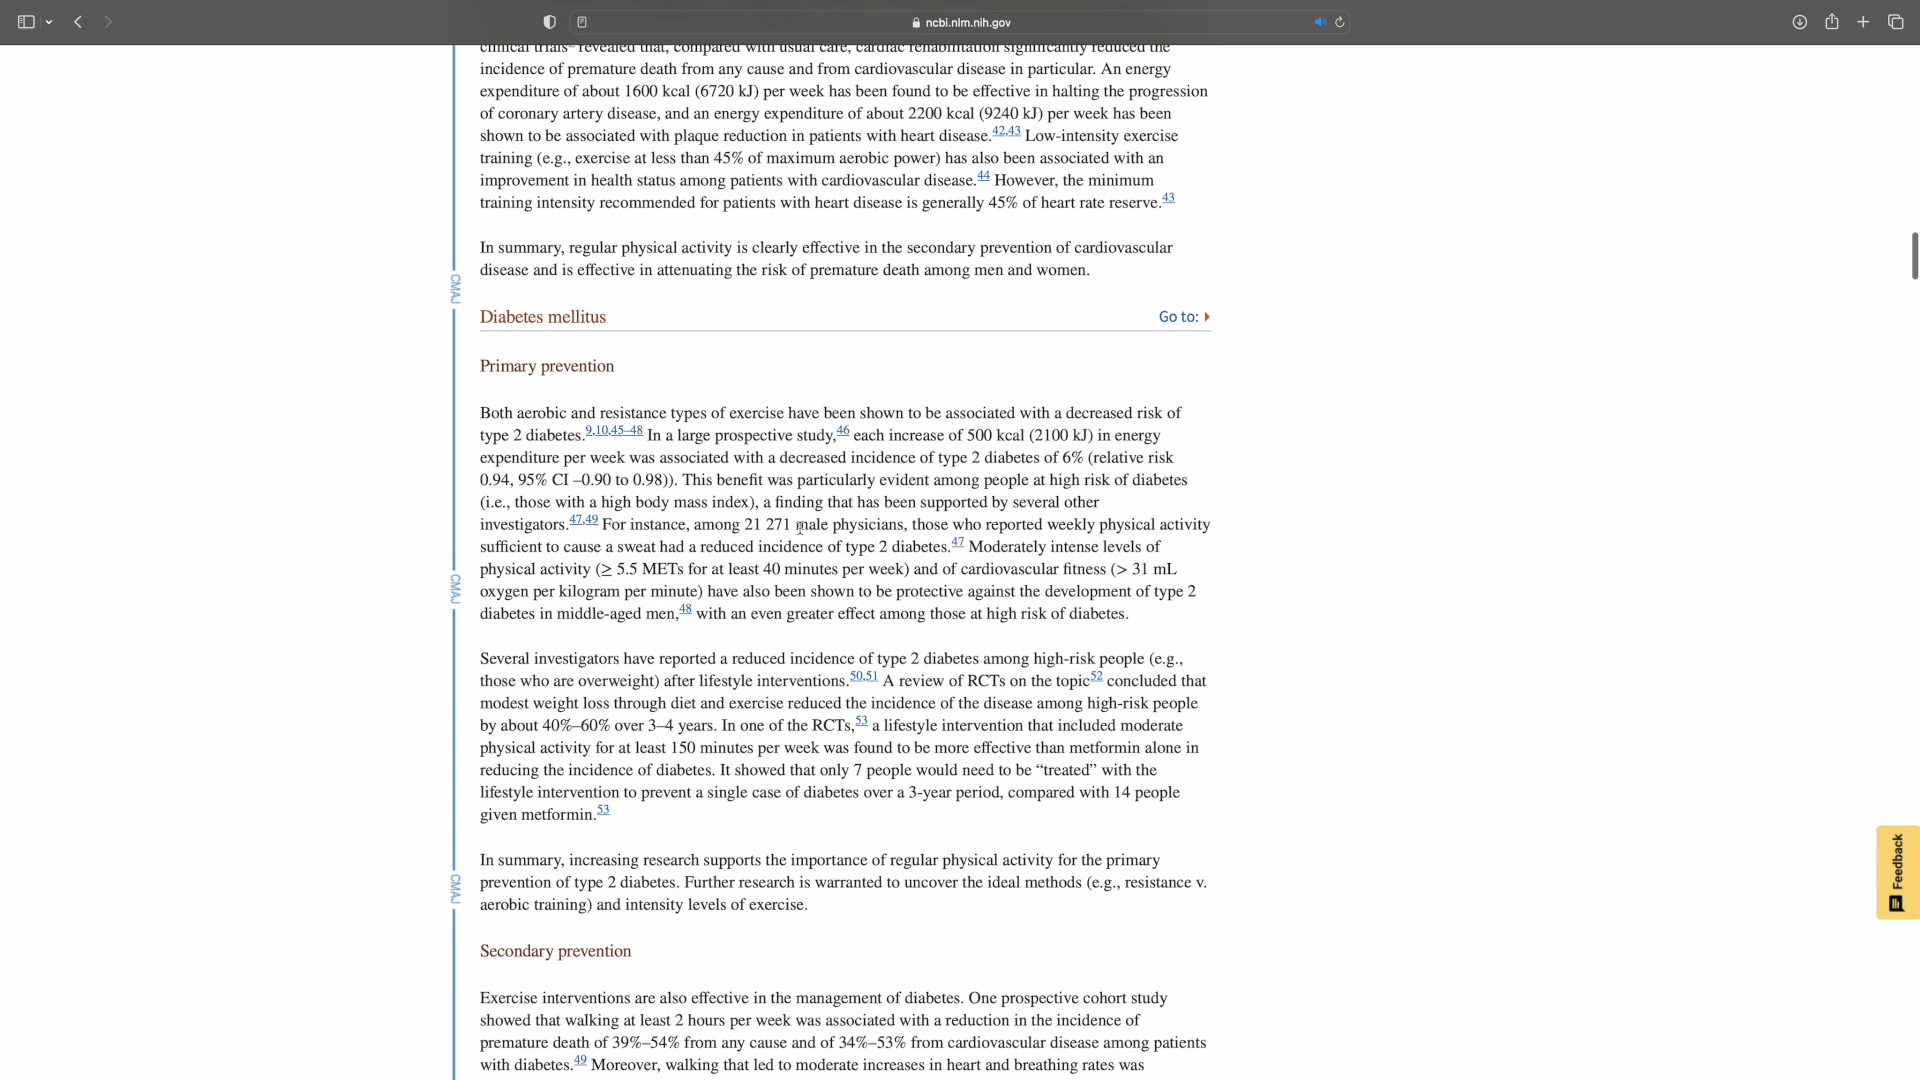 ncbi.nlm.nih.gov
clinical trials revealed that, compared with usual care, cardiac rehabilitation significantly reduced the
incidence of premature death from any cause and from cardiovascular disease in particular. An energy
expenditure of about 1600 kcal (6720 kJ) per week has been found to be effective in halting the progression
of coronary artery disease, and an energy expenditure of about 2200 kcal (9240 kJ) per week has been
shown to be associated with plaque reduction in patients with heart disease.42,43 Low-intensity exercise
training (e.g., exercise at less than 45% of maximum aerobic power) has also been associated with an
improvement in health status among patients with cardiovascular disease.44 However, the minimum
training intensity recommended for patients with heart disease is generally 45% of heart rate reserve.43
In summary, regular physical activity is clearly effective in the secondary prevention of cardiovascular
disease and is effective in attenuating the risk of premature death among men and women.
CMAJ
Diabetes mellitus
Go to:
Primary prevention
Both aerobic and resistance types of exercise have been shown to be associated with a decreased risk of
type 2 diabetes.9,10,45–48 In a large prospective study,46 each increase of 500 kcal (2100 kJ) in energy
expenditure per week was associated with a decreased incidence of type 2 diabetes of 6% (relative risk
0.94, 95% CI –0.90 to 0.98)). This benefit was particularly evident among people at high risk of diabetes
(i.e., those with a high body mass index), a finding that has been supported by several other
investigators.47,49 For instance, among 21 271 male physicians, those who reported weekly physical activity
sufficient to cause a sweat had a reduced incidence of type 2 diabetes.47 Moderately intense levels of
physical activity (≥ 5.5 METs for at least 40 minutes per week) and of cardiovascular fitness (> 31 mL
CMAJ
oxygen per kilogram per minute) have also been shown to be protective against the development of type 2
diabetes in middle-aged men,48 with an even greater effect among those at high risk of diabetes.
Several investigators have reported a reduced incidence of type 2 diabetes among high-risk people (e.g.,
those who are overweight) after lifestyle interventions.50,51 A review of RCTs on the topic52 concluded that
modest weight loss through diet and exercise reduced the incidence of the disease among high-risk people
by about 40%–60% over 3–4 years. In one of the RCTs,53 a lifestyle intervention that included moderate
physical activity for at least 150 minutes per week was found to be more effective than metformin alone in
reducing the incidence of diabetes. It showed that only 7 people would need to be “treated” with the
lifestyle intervention to prevent a single case of diabetes over a 3-year period, compared with 14 people
given metformin.53
In summary, increasing research supports the importance of regular physical activity for the primary
prevention of type 2 diabetes. Further research is warranted to uncover the ideal methods (e.g., resistance v.
aerobic training) and intensity levels of exercise.
CMAJ
Feedback
Secondary prevention
Exercise interventions are also effective in the management of diabetes. One prospective cohort study
showed that walking at least 2 hours per week was associated with a reduction in the incidence of
premature death of 39%–54% from any cause and of 34%–53% from cardiovascular disease among patients
with diabetes.49 Moreover, walking that led to moderate increases in heart and breathing rates was